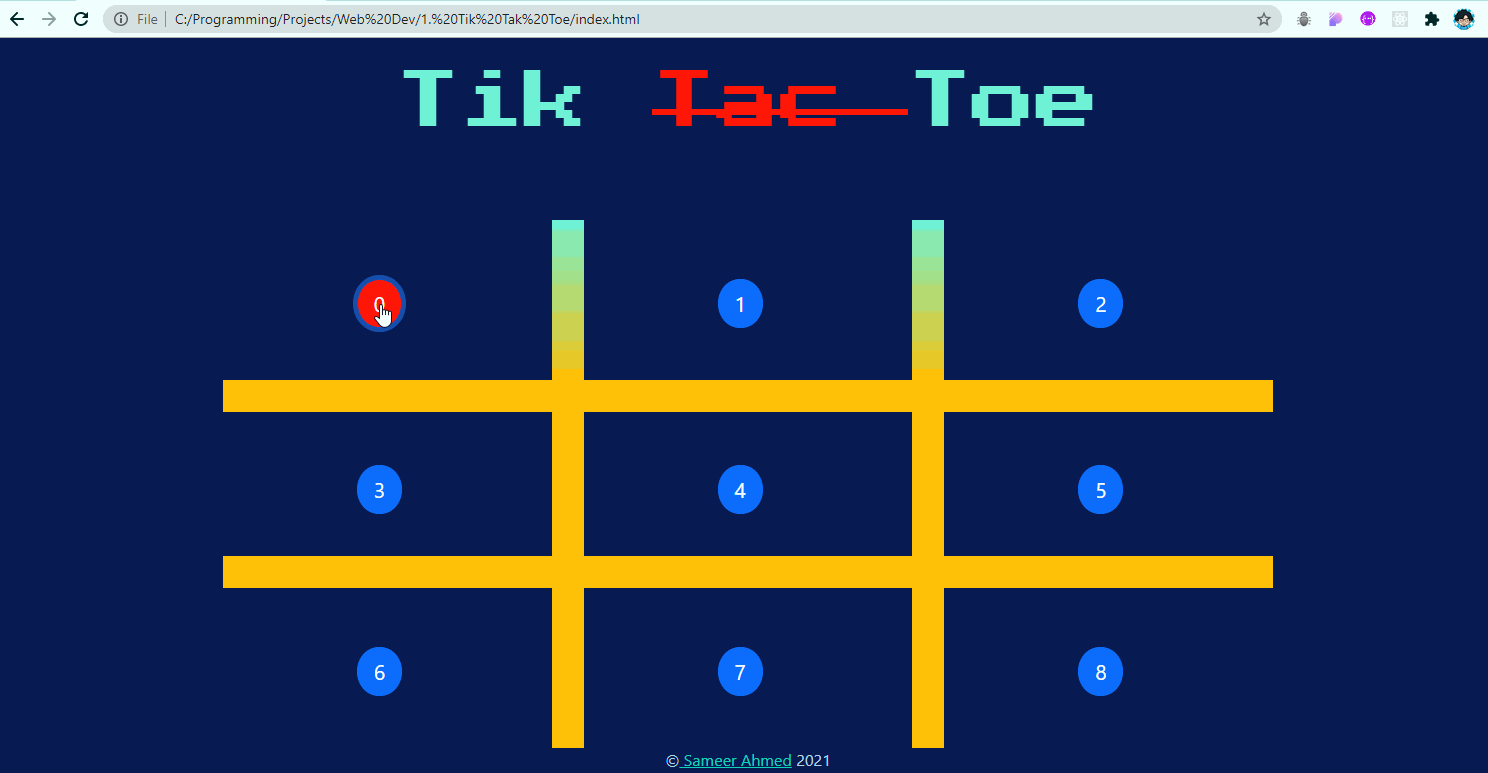 File C:/Programming/Projects/Web%20Dev/1.%20Tik%20Tak%20Toe/index.html
Tik Tac Toe
0 1 2
3 4 5
6 7 8
© Sameer Ahmed 2021